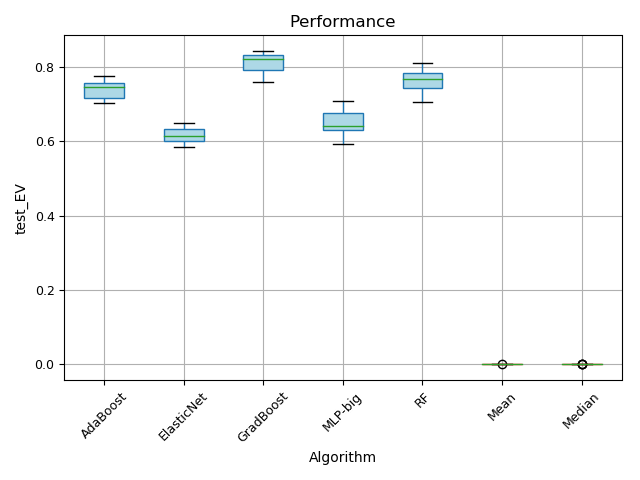 Performance
test_EV
0.8
0.6
0.4
0.2
0.0
AdaBoost
ElasticNet
GradBoost
MLP-big
RF
Mean
Median
Algorithm